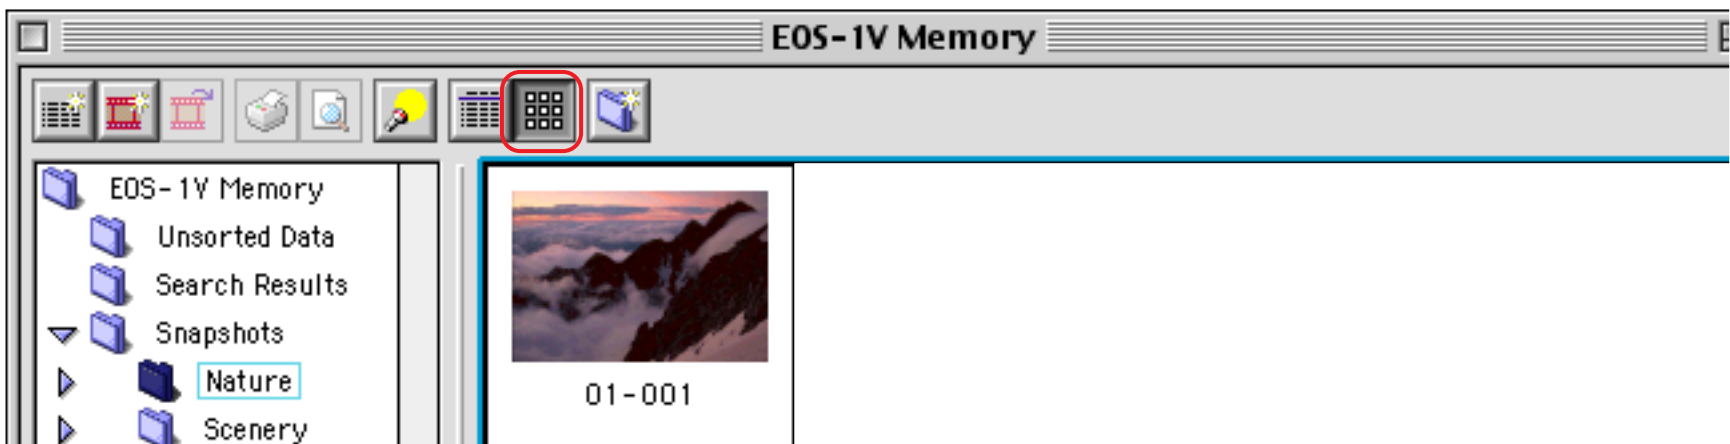 EOS-1V Memory
EOS-1V Memory
Unsorted Data
Search Results
Snapshots
Nature
Scenery
01-001